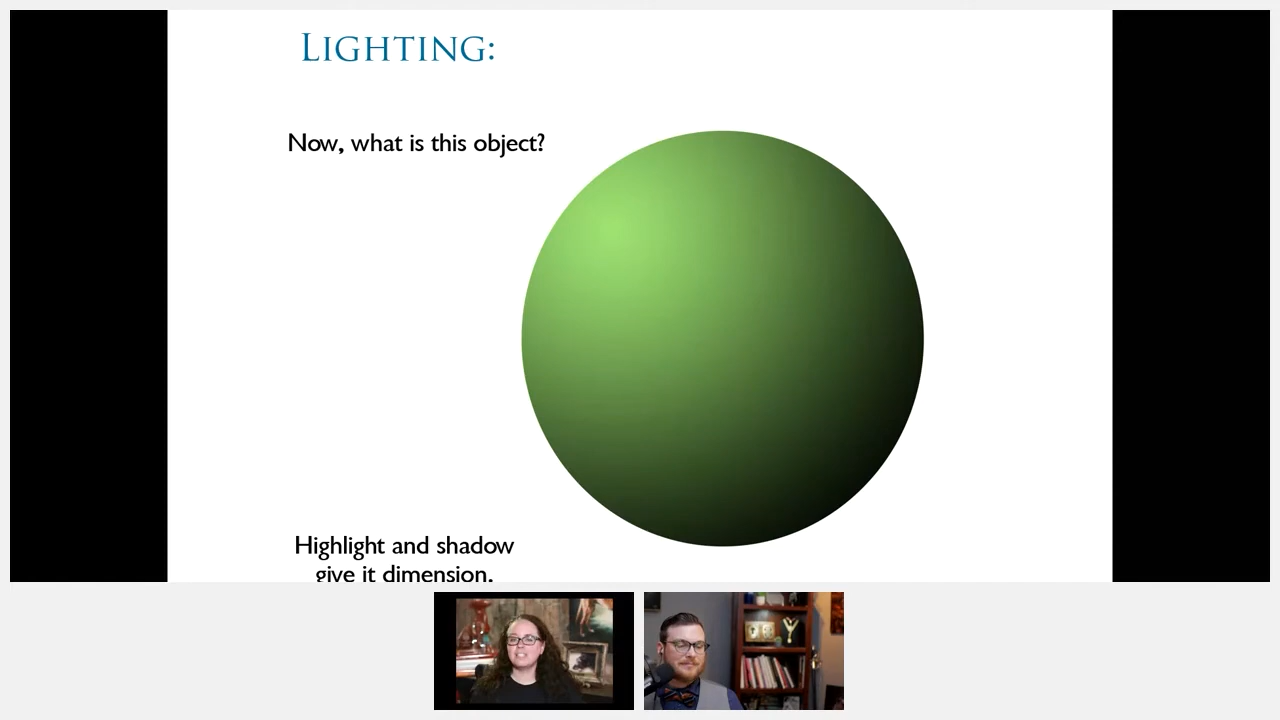 LIGHTING:
Now, what is this object?
Highlight and shadow
give it dimension.